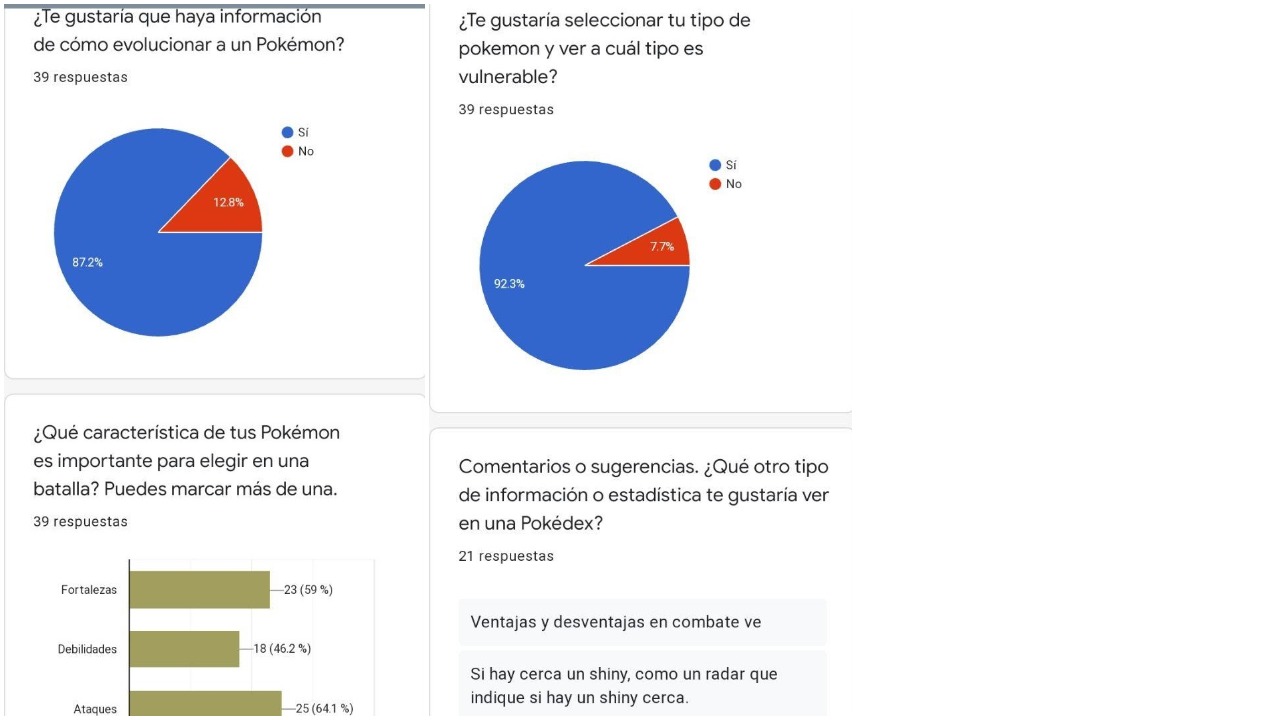 ¿Te gustaría que haya información
de cómo evolucionar a un Pokémon?
39 respuestas
Sí
No
12.8%
87.2%
¿Qué característica de tus Pokémon
es importante para elegir en una
batalla? Puedes marcar más de una.
39 respuestas
Fortalezas
23 (59 %)
Debilidades
18 (46.2 %)
Ataques
25 (64.1 %)
¿Te gustaría seleccionar tu tipo de
pokemon y ver a cuál tipo es
vulnerable?
39 respuestas
Sí
No
7.7%
92.3%
Comentarios o sugerencias. ¿Qué otro tipo
de información o estadística te gustaría ver
en una Pokédex?
21 respuestas
Ventajas y desventajas en combate ve
Si hay cerca un shiny, como un radar que
indique si hay un shiny cerca.